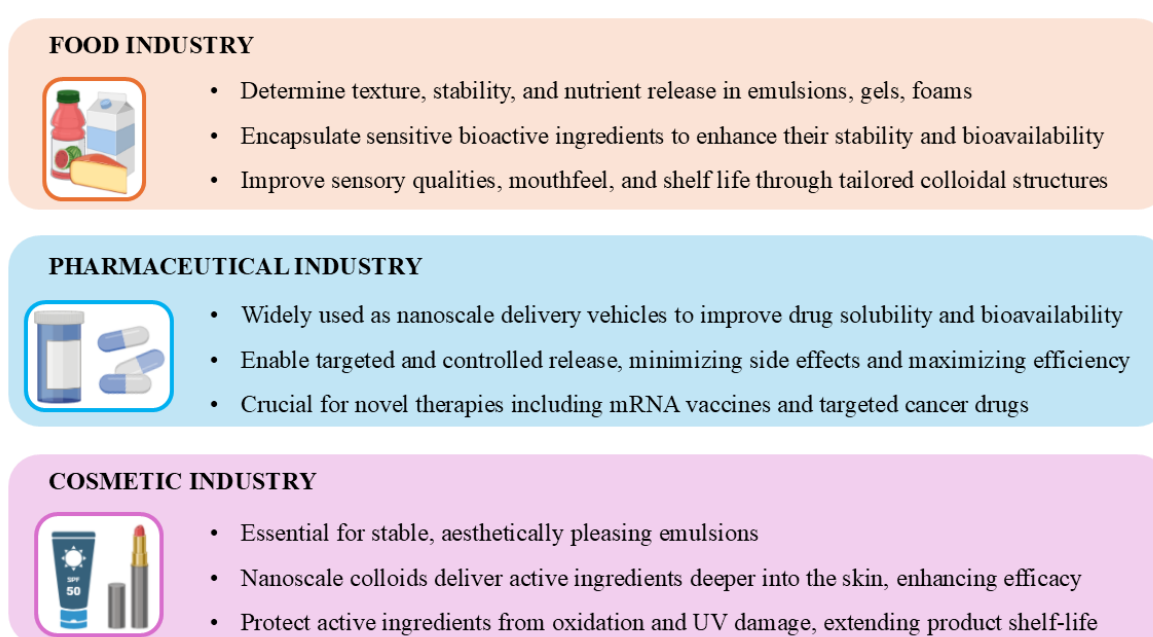 FOOD INDUSTRY
• Determine texture, stability, and nutrient release in emulsions, gels, foams
• Encapsulate sensitive bioactive ingredients to enhance their stability and bioavailability
• Improve sensory qualities, mouthfeel, and shelf life through tailored colloidal structures
PHARMACEUTICAL INDUSTRY
• Widely used as nanoscale delivery vehicles to improve drug solubility and bioavailability
• Enable targeted and controlled release, minimizing side effects and maximizing efficiency
• Crucial for novel therapies including mRNA vaccines and targeted cancer drugs
COSMETIC INDUSTRY
• Essential for stable, aesthetically pleasing emulsions
• Nanoscale colloids deliver active ingredients deeper into the skin, enhancing efficacy
SPF
50
• Protect active ingredients from oxidation and UV damage, extending product shelf-life